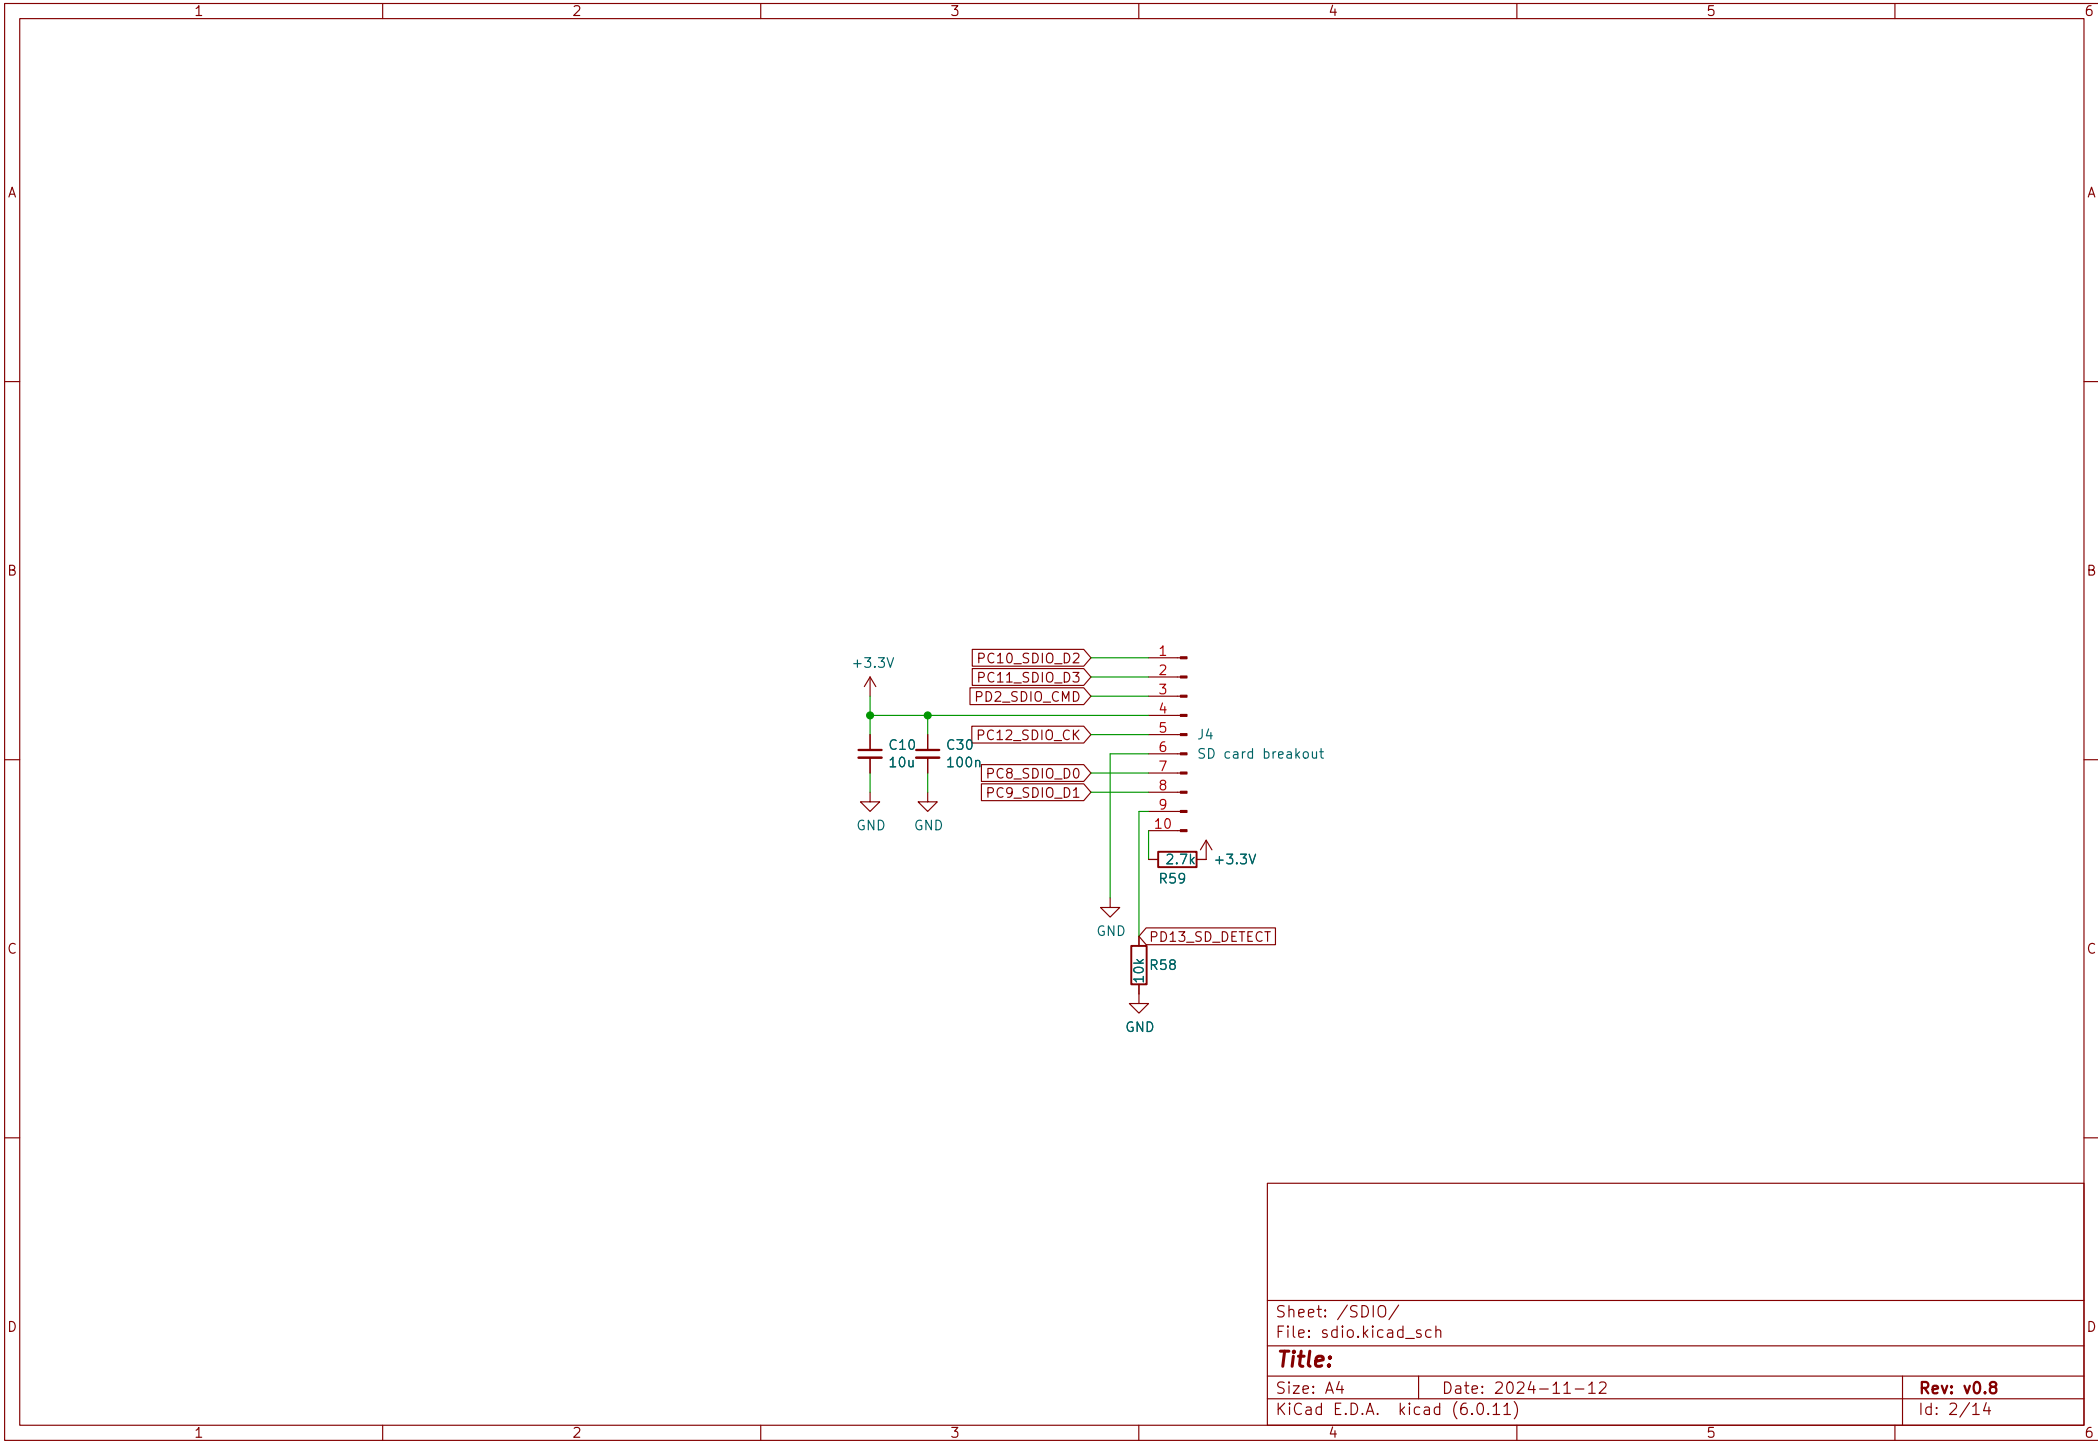 1 2 3 4 5 6
A A
B B
C C
D D
+3.3V
PC10_SDIO_D2 1
PC11_SDIO_D3 2
PD2_SDIO_CMD 3
4
PC12_SDIO_CK 5
J4
6
SD card breakout
C10
10u
C30
100n
PC8_SDIO_D0 7
PC9_SDIO_D1 8
9
10
GND GND
2.7k +3.3V
R59
GND
PD13_SD_DETECT
10k R58
GND
Sheet: /SDIO/
File: sdio.kicad_sch
Title:
Size: A4 Date: 2024-11-12 Rev: v0.8
KiCad E.D.A. kicad (6.0.11) Id: 2/14
1 2 3 4 5 6